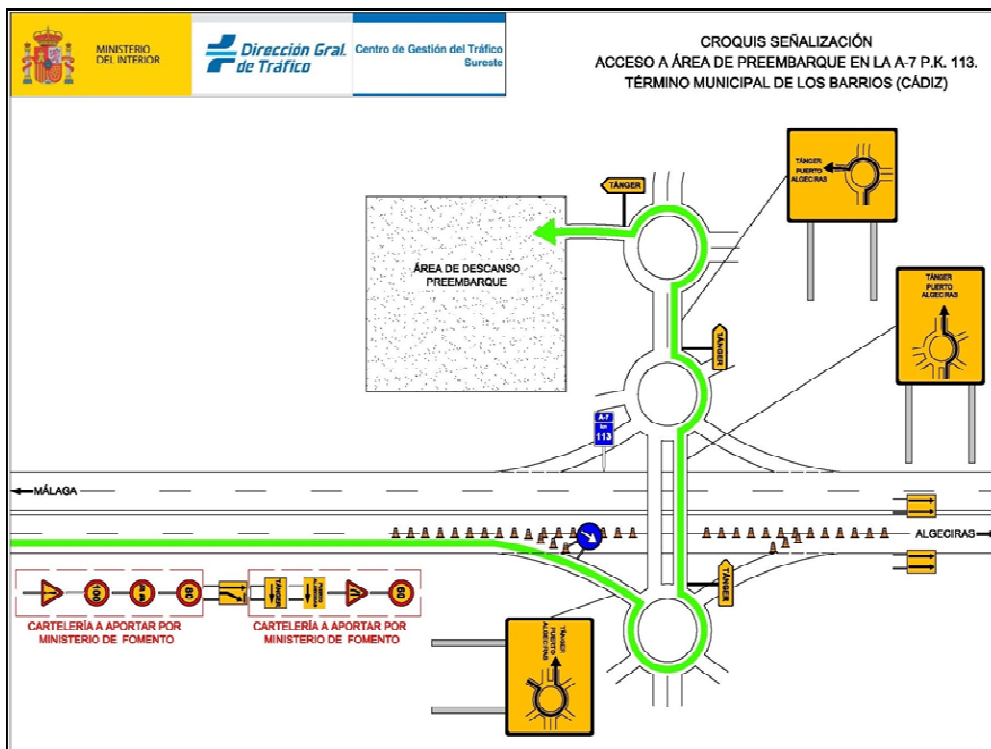 MINISTERIO
DEL INTERIOR
Dirección Gral.
de Tráfico
Centro de Gestión del Tráfico
Sureste
CROQUIS SEÑALIZACIÓN
ACCESO A ÁREA DE PREEMBARQUE EN LA A-7 P.K. 113.
TÉRMINO MUNICIPAL DE LOS BARRIOS (CÁDIZ)
TÁNGER
PUERTO
ALGECIRAS
TÁNGER
ÁREA DE DESCANSO
PREEMBARQUE
TÁNGER
PUERTO
ALGECIRAS
TÁNGER
A-7
km
113
MÁLAGA
ALGECIRAS
TÁNGER
100
80
TÁNGER
PUERTO
ALGECIRAS
60
CARTELERÍA A APORTAR POR
MINISTERIO DE FOMENTO
CARTELERÍA A APORTAR POR
MINISTERIO DE FOMENTO
TÁNGER
PUERTO
ALGECIRAS